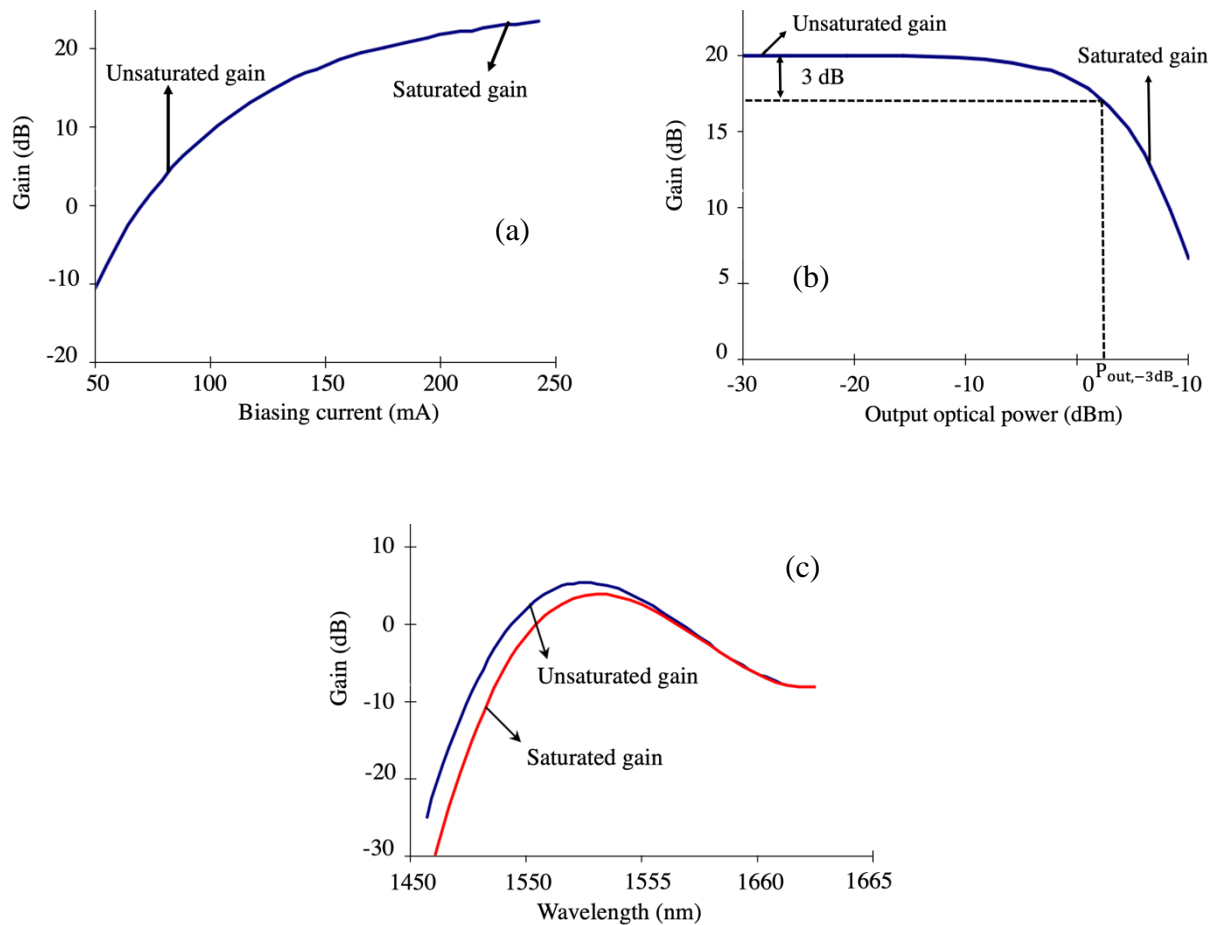 20
10
0
-10
-20
Gain (dB)
Unsaturated gain
Saturated gain
(a)
50
100
150
200
250
Biasing current (mA)
20
15
10
5
0
Gain (dB)
Unsaturated gain
3 dB
Saturated gain
(b)
-30
-20
-10
0
Pout,−3dB
-10
Output optical power (dBm)
10
0
-10
-20
-30
Gain (dB)
(c)
Unsaturated gain
Saturated gain
1450
1550
1555
1660
1665
Wavelength (nm)